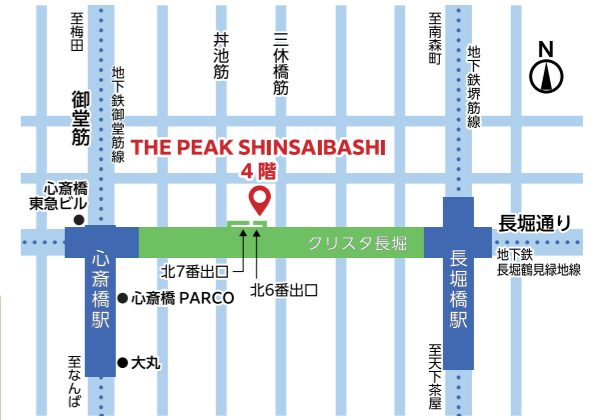 至梅田
地下鉄御堂筋線
御堂筋
丼池筋
三休橋筋
至南森町
地下鉄堺筋線
N
THE PEAK SHINSAIBASHI
4階
心斎橋
東急ビル
長堀通り
クリスタ長堀
地下鉄
長堀鶴見緑地線
北7番出口
北6番出口
心斎橋駅
長堀橋駅
心斎橋 PARCO
大丸
至なんば
至天下茶屋